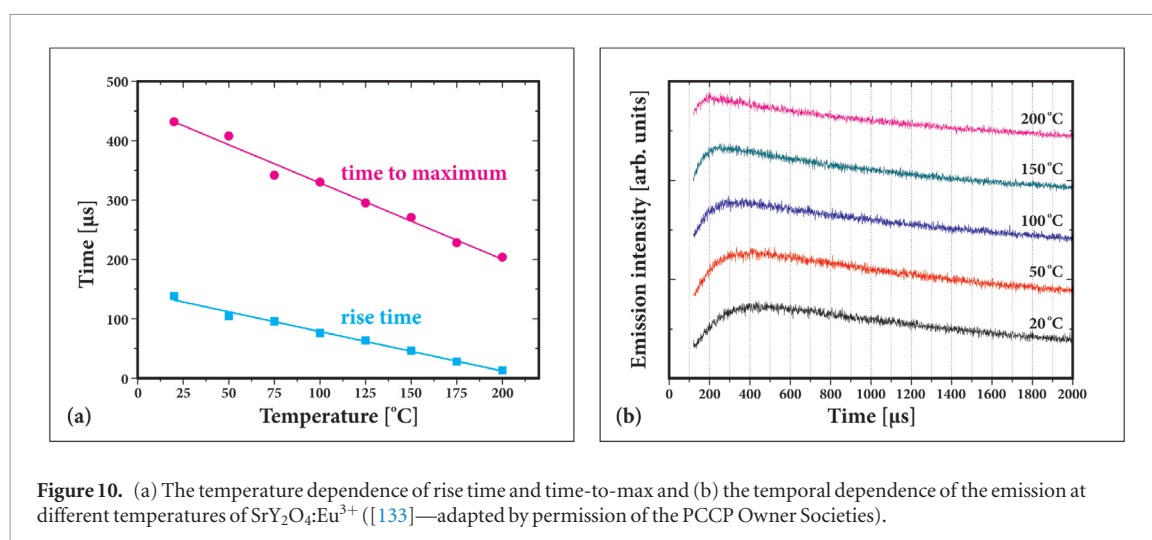 500
400
300
200
100
0
Time [µs]
time to maximum
rise time
0 25 50 75 100 125 150 175 200
(a)
Temperature [°C]
Emission intensity [arb. units]
200°C
150°C
100°C
50°C
20°C
0 200 400 600 800 1000 1200 1400 1600 1800 2000
(b)
Time [µs]
Figure 10. (a) The temperature dependence of rise time and time-to-max and (b) the temporal dependence of the emission at
different temperatures of SrY₂O₄:Eu³⁺ ([133]—adapted by permission of the PCCP Owner Societies).